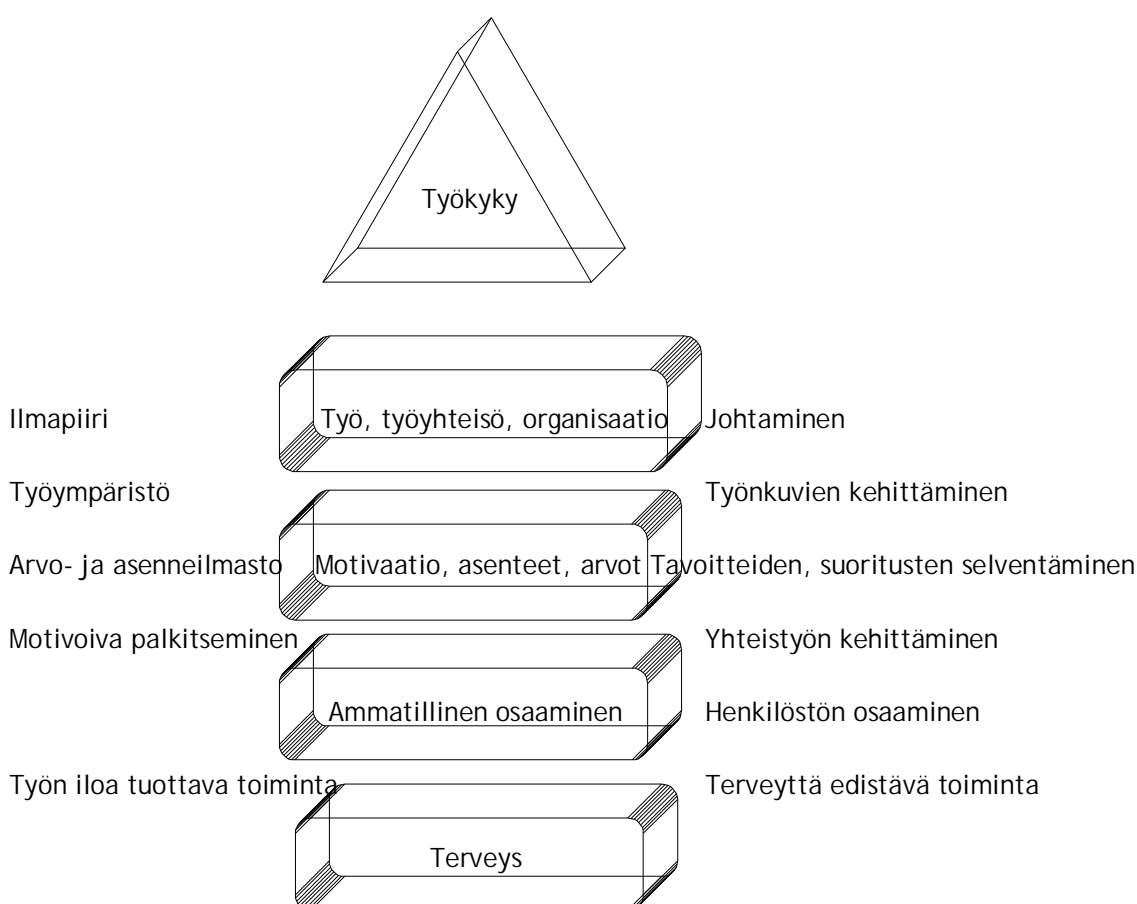 Työkyky
Ilmapiiri Työ, työyhteisö, organisaatio Johtaminen
Työympäristö Työnkuvien kehittäminen
Arvo- ja asenneilmasto Motivaatio, asenteet, arvot Tavoitteiden, suoritusten selventäminen
Motivoiva palkitseminen Yhteistyön kehittäminen
Ammatillinen osaaminen Henkilöstön osaaminen
Työn iloa tuottava toiminta Terveyttä edistävä toiminta
Terveys